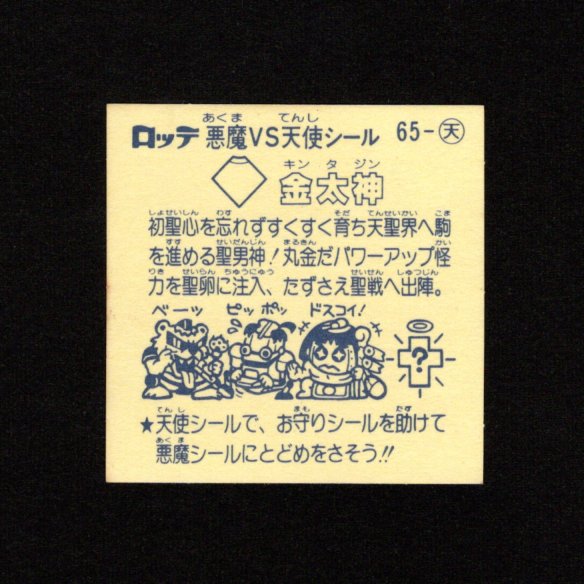 あくま てんし
ロッテ 悪魔VS天使シール 65-天
キン タ ジン
金太神
しょせいしん わす そだ てんせいかい こま
初聖心を忘れずすくすく育ち天聖界へ駒
すす せいだんじん まるきん かい
を進める聖男神！丸金だパワーアップ怪
りき せいらん ちゅうにゅう せいせん しゅつじん
力を聖卵に注入、たずさえ聖戦へ出陣。
ベーッ ピッポッ ドスコイ！
?
てんし まも たす
★天使シールで、お守りシールを助けて
あくま
悪魔シールにとどめをさそう!!